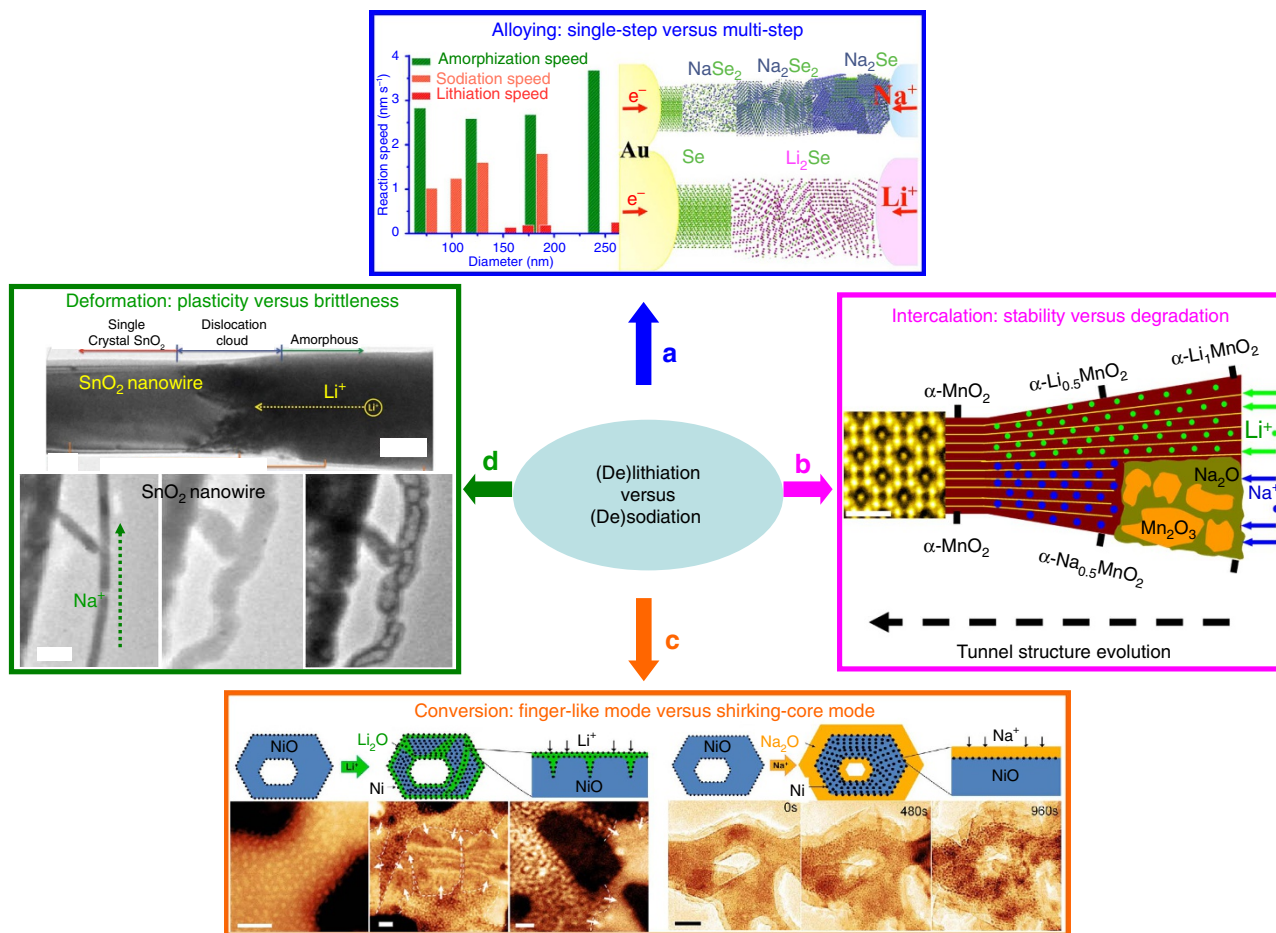 Alloying: single-step versus multi-step
4
3
2
1
0
Reaction speed (nm s⁻¹)
Amorphization speed
Sodiation speed
Lithiation speed
100
150
200
250
Diameter (nm)
NaSe₂
Na₂Se₂
Na₂Se
e⁻
Na⁺
Au
Se
Li₂Se
e⁻
Li⁺
a
Deformation: plasticity versus brittleness
Single
Crystal SnO₂
Dislocation
cloud
Amorphous
SnO₂ nanowire
Li⁺
Li⁺
SnO₂ nanowire
Na⁺
d
(De)lithiation
versus
(De)sodiation
b
Intercalation: stability versus degradation
α-MnO₂
α-Li₀.₅MnO₂
α-Li₁MnO₂
Li⁺
Na₂O
Na⁺
Mn₂O₃
α-MnO₂
α-Na₀.₅MnO₂
Tunnel structure evolution
c
Conversion: finger-like mode versus shirking-core mode
NiO
Li⁺
Li₂O
Ni
Li⁺
NiO
NiO
Na⁺
Na₂O
Ni
Na⁺
NiO
0s
480s
960s